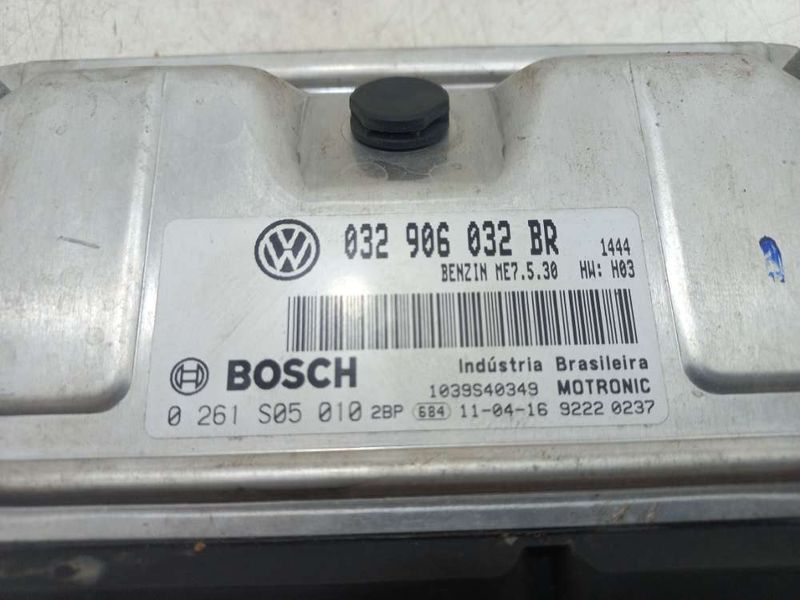 032 906 032 BR 1444
BENZIN ME7.5.30 HW: H03
BOSCH Indústria Brasileira
1039S40349 MOTRONIC
0 261 S05 010 2BP 684 11-04-16 9222 0237